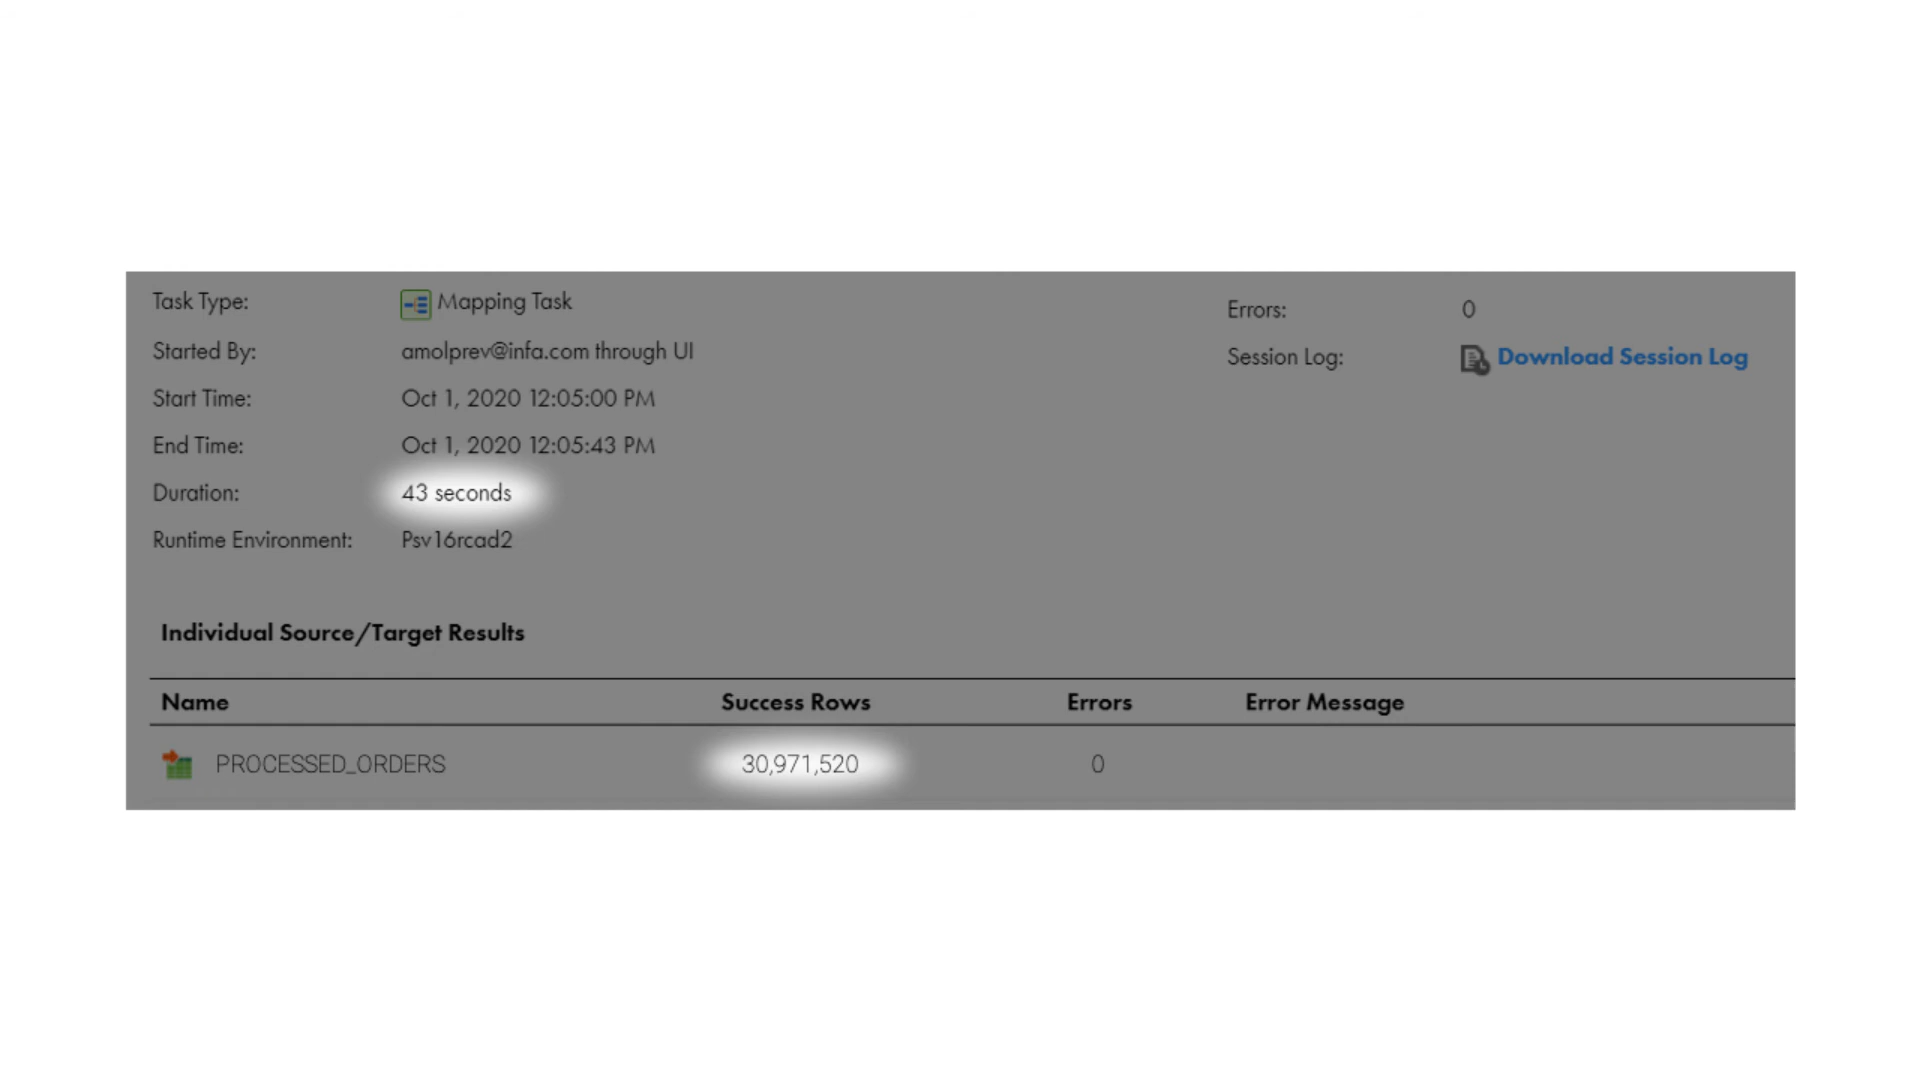 Task Type: Mapping Task
Errors: 0
Started By: amolprev@infa.com through UI
Session Log: Download Session Log
Start Time: Oct 1, 2020 12:05:00 PM
End Time: Oct 1, 2020 12:05:43 PM
Duration: 43 seconds
Runtime Environment: Psv16rcad2
Individual Source/Target Results
Name Success Rows Errors Error Message
PROCESSED_ORDERS 30,971,520 0